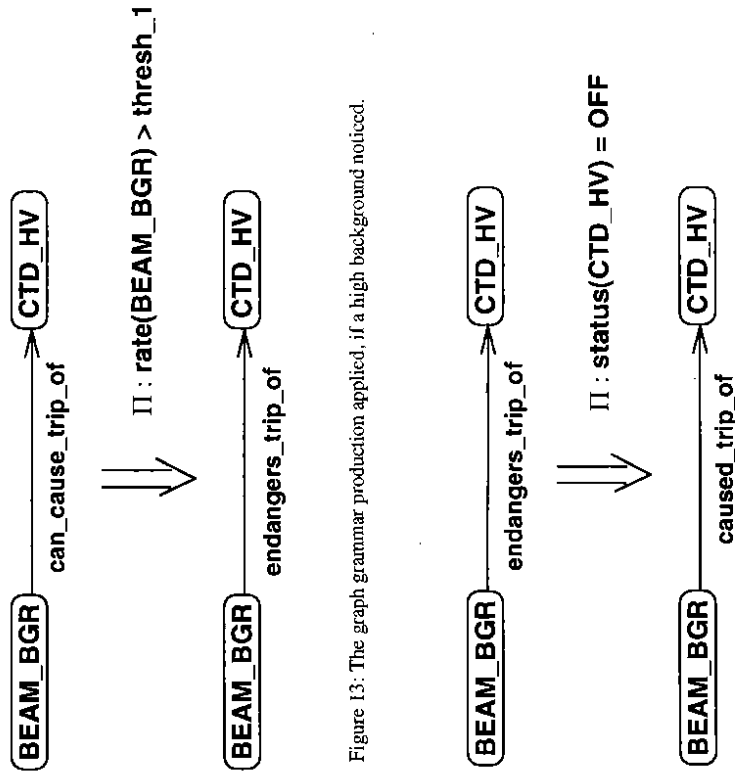 BEAM_BGR can_cause_trip_of CTD_HV
Π : rate(BEAM_BGR) > thresh_1
BEAM_BGR endangers_trip_of CTD_HV
Figure 13: The graph grammar production applied, if a high background noticed.
BEAM_BGR endangers_trip_of CTD_HV
Π : status(CTD_HV) = OFF
BEAM_BGR caused_trip_of CTD_HV